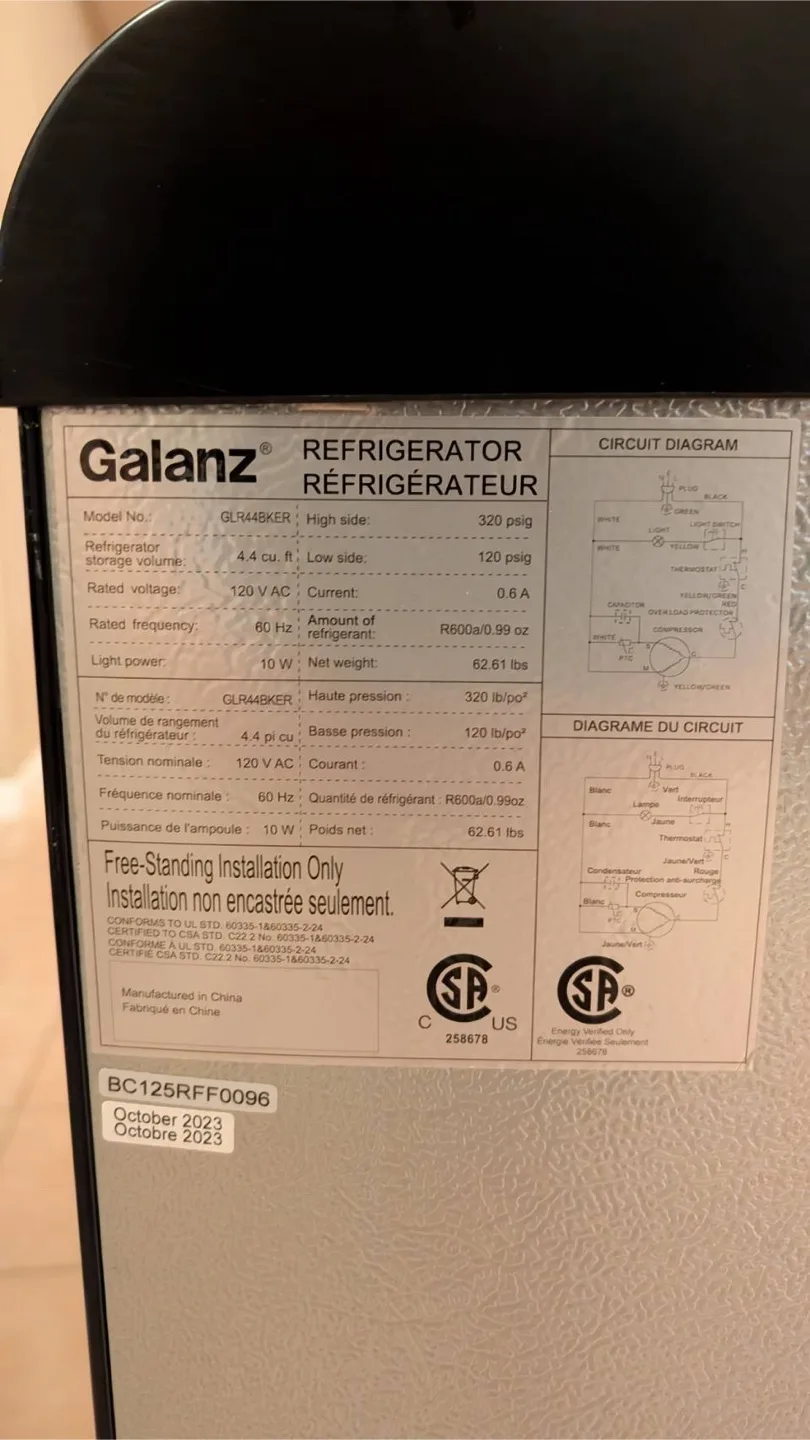 Galanz®
REFRIGERATOR
RÉFRIGÉRATEUR
Model No.: GLR44BKER
High side: 320 psig
Refrigerator
storage volume: 4.4 cu. ft
Low side: 120 psig
Rated voltage: 120 V AC
Current: 0.6 A
Rated frequency: 60 Hz
Amount of
refrigerant: R600a/0.99 oz
Light power: 10 W
Net weight: 62.61 lbs
N° de modèle : GLR44BKER
Haute pression : 320 lb/po²
Volume de rangement
du réfrigérateur : 4.4 pi cu
Basse pression : 120 lb/po²
Tension nominale : 120 V AC
Courant : 0.6 A
Fréquence nominale : 60 Hz
Quantité de réfrigérant : R600a/0.99oz
Puissance de l'ampoule : 10 W
Poids net : 62.61 lbs
Free-Standing Installation Only
Installation non encastrée seulement.
CONFORMS TO UL STD. 60335-1&60335-2-24
CERTIFIED TO CSA STD. C22.2 No. 60335-1&60335-2-24
CONFORME À UL STD. 60335-1&60335-2-24
CERTIFIÉ CSA STD. C22.2 No. 60335-1&60335-2-24
Manufactured in China
Fabriqué en Chine
CSA®
C US
258678
CIRCUIT DIAGRAM
PLUG
BLACK
GREEN
WHITE
LIGHT
LIGHT SWITCH
WHITE
YELLOW
H
THERMOSTAT
C
YELLOW/GREEN
CAPACITOR
RED
OVER LOAD PROTECTOR
WHITE
COMPRESSOR
PTC
S
C
M
YELLOW/GREEN
DIAGRAME DU CIRCUIT
PLUG
BLACK
Blanc
Vert
Lampe
Interrupteur
Blanc
Jaune
Thermostat
C
Jaune/Vert
Condensateur
Rouge
Protection anti-surcharge
Compresseur
Blanc
PTC
Jaune/Vert
CSA®
Energy Verified Only
Énergie Vérifiée Seulement
258678
BC125RFF0096
October 2023
Octobre 2023